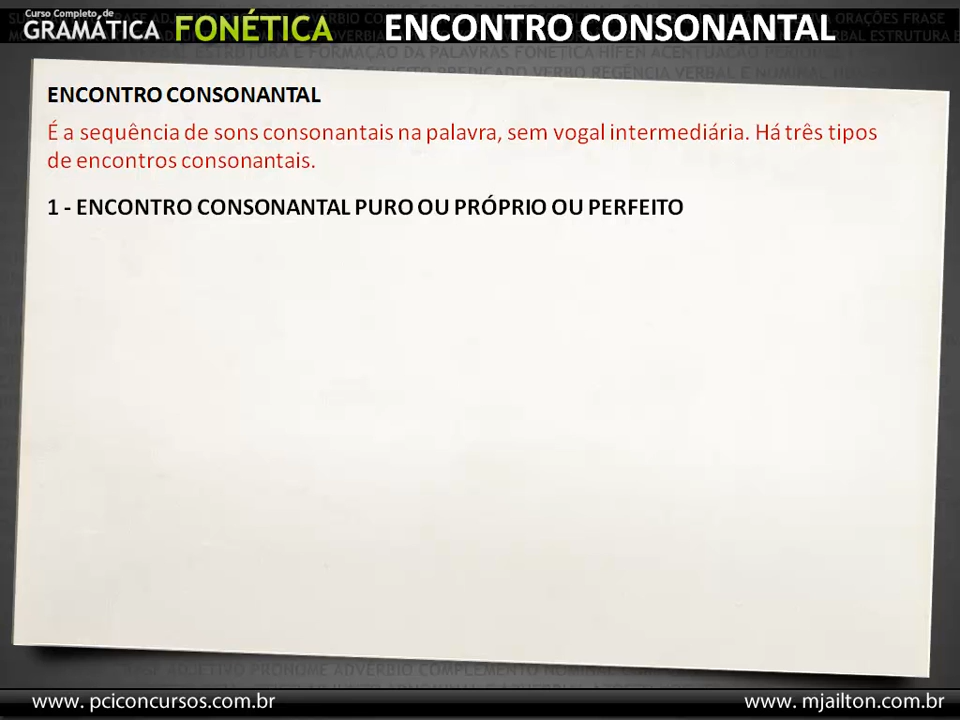 Curso Completo de
GRAMÁTICA FONÉTICA ENCONTRO CONSONANTAL
ENCONTRO CONSONANTAL
É a sequência de sons consonantais na palavra, sem vogal intermediária. Há três tipos
de encontros consonantais.
1 - ENCONTRO CONSONANTAL PURO OU PRÓPRIO OU PERFEITO
www. pciconcursos.com.br
www. mjailton.com.br